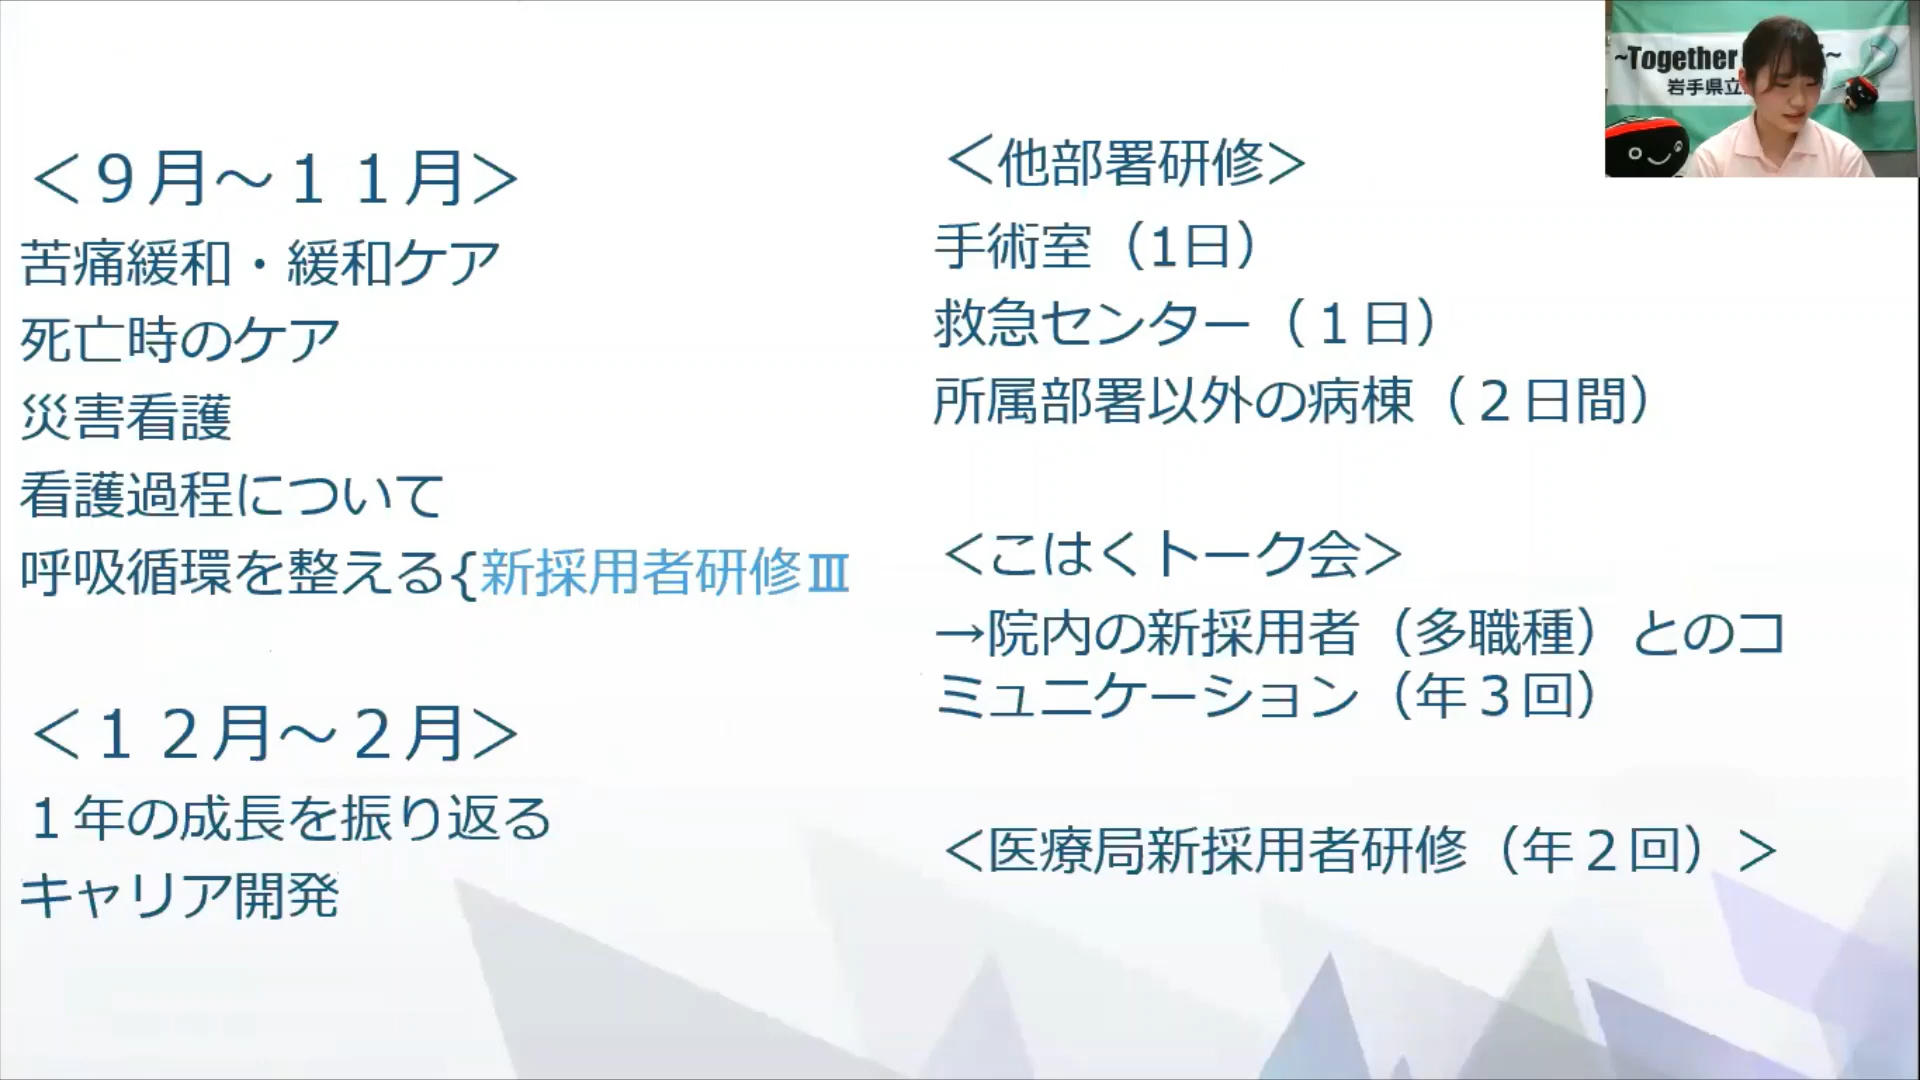 ＜９月～１１月＞
苦痛緩和・緩和ケア
死亡時のケア
災害看護
看護過程について
呼吸循環を整える{新採用者研修Ⅲ
＜１２月～２月＞
１年の成長を振り返る
キャリア開発
＜他部署研修＞
手術室（1日）
救急センター（１日）
所属部署以外の病棟（２日間）
＜こはくトーク会＞
→院内の新採用者（多職種）とのコ
ミュニケーション（年３回）
＜医療局新採用者研修（年２回）＞
~Together
岩手県立